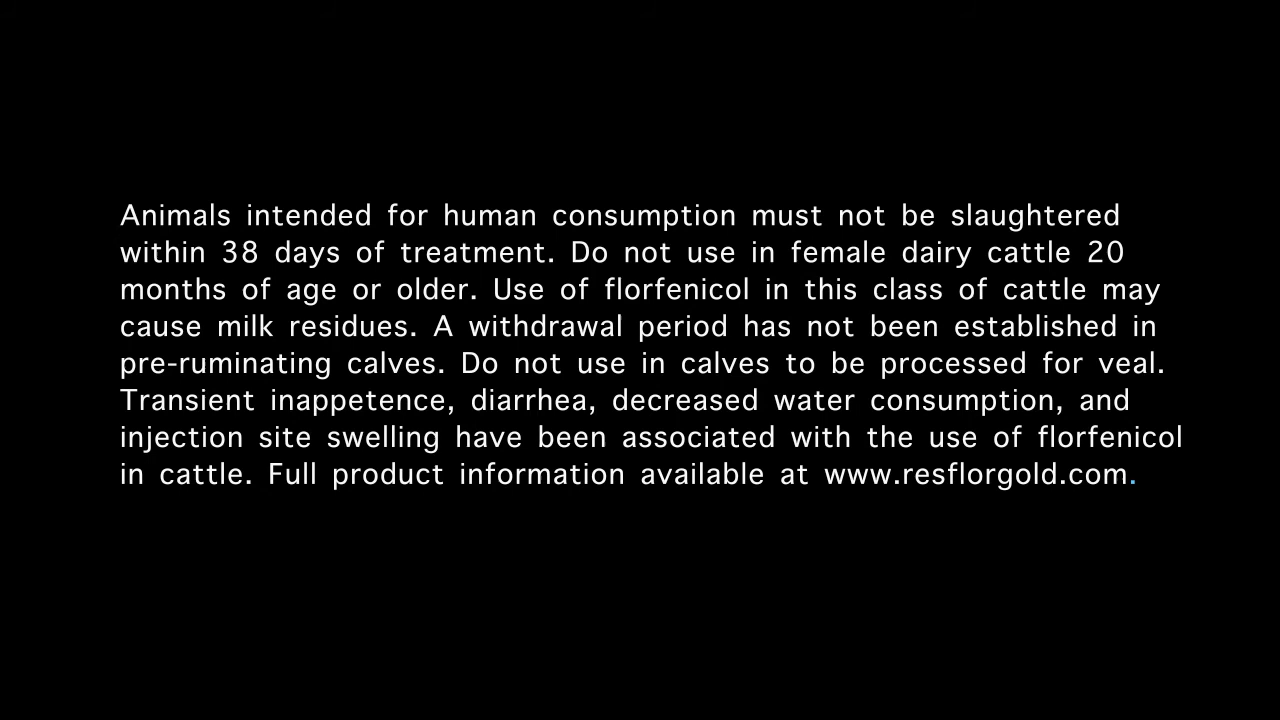 Animals intended for human consumption must not be slaughtered
within 38 days of treatment. Do not use in female dairy cattle 20
months of age or older. Use of florfenicol in this class of cattle may
cause milk residues. A withdrawal period has not been established in
pre-ruminating calves. Do not use in calves to be processed for veal.
Transient inappetence, diarrhea, decreased water consumption, and
injection site swelling have been associated with the use of florfenicol
in cattle. Full product information available at www.resflorgold.com.